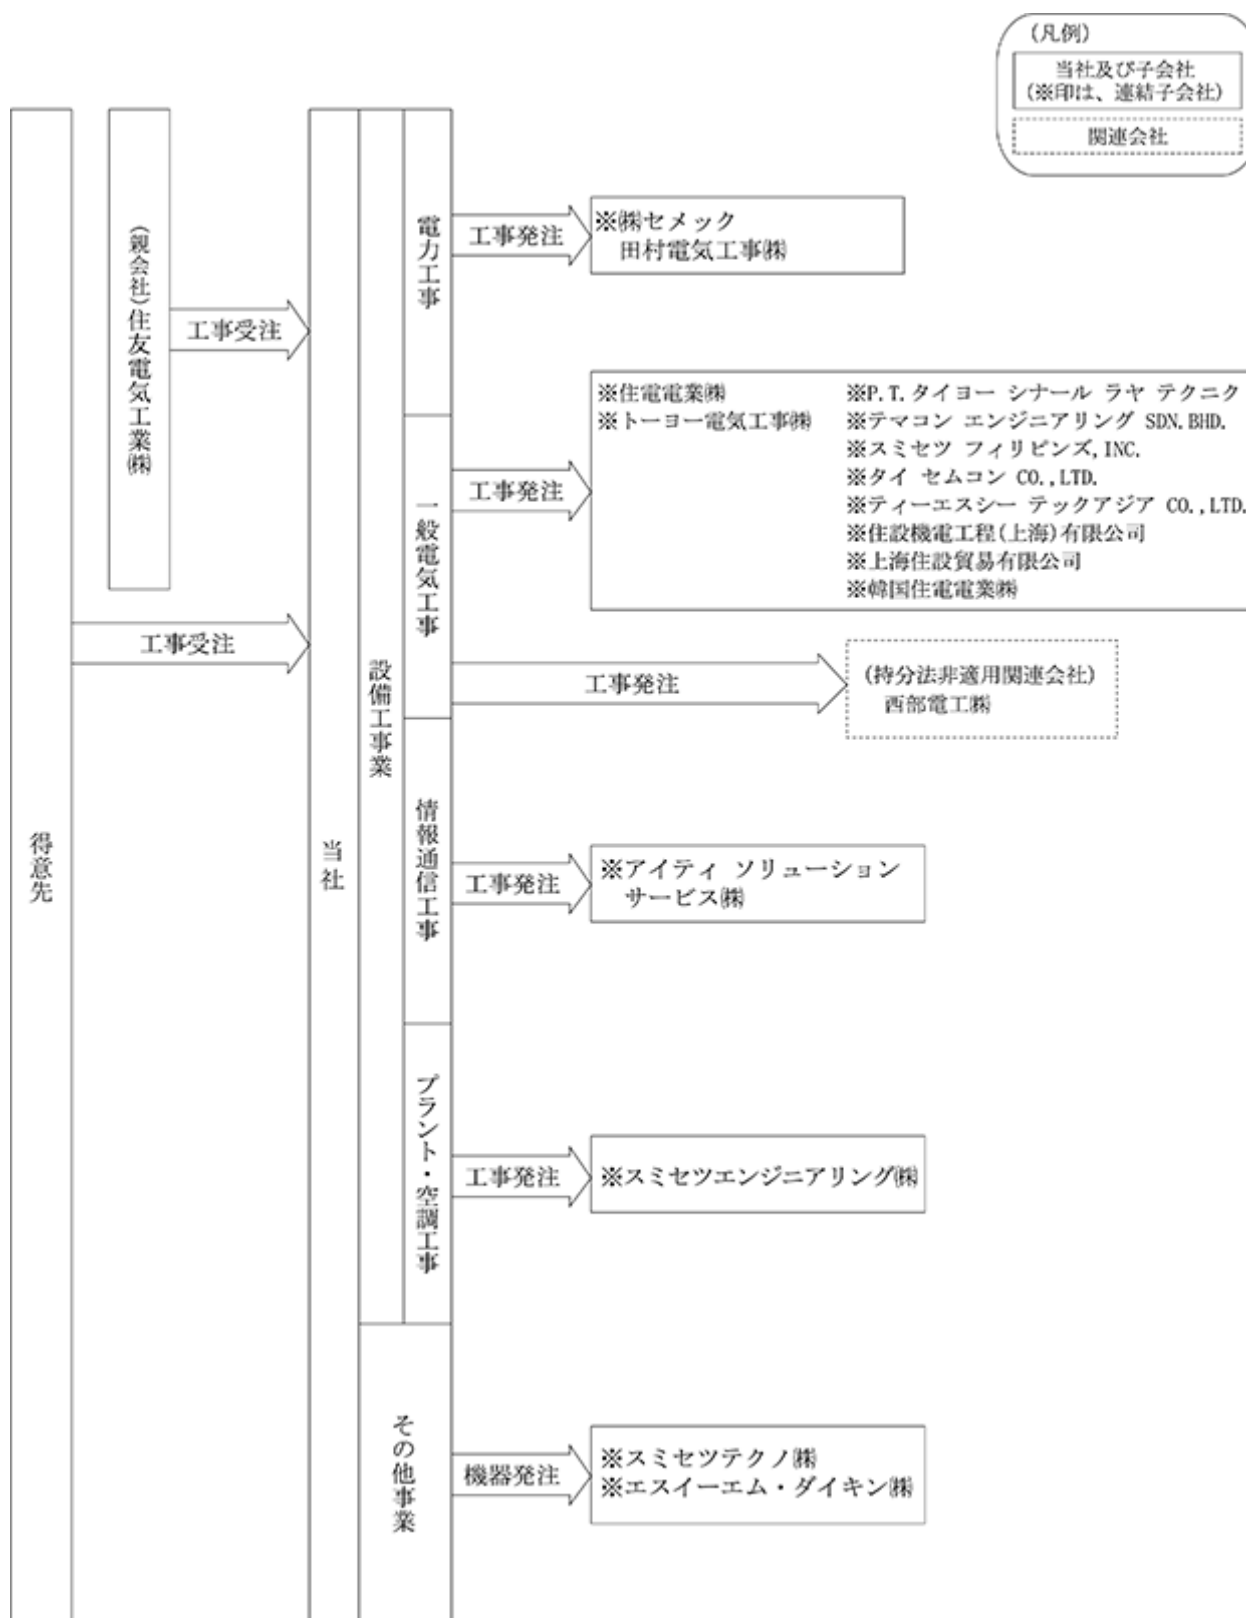 (凡例)
当社及び子会社
(※印は、連結子会社)
関連会社
得意先
(親会社)住友電気工業㈱
工事受注
工事受注
当社
設備工事業
電力工事
工事発注
※㈱セメック
田村電気工事㈱
一般電気工事
工事発注
※住電電業㈱
※トーヨー電気工事㈱
※P.T.タイヨー シナール ラヤ テクニク
※テマコン エンジニアリング SDN.BHD.
※スミセツ フィリピンズ,INC.
※タイ セムコン CO.,LTD.
※ティーエスシー テックアジア CO.,LTD.
※住設機電工程(上海)有限公司
※上海住設貿易有限公司
※韓国住電電業㈱
工事発注
(持分法非適用関連会社)
西部電工㈱
情報通信工事
工事発注
※アイティ ソリューション
サービス㈱
プラント・空調工事
工事発注
※スミセツエンジニアリング㈱
その他事業
機器発注
※スミセツテクノ㈱
※エスイーエム・ダイキン㈱